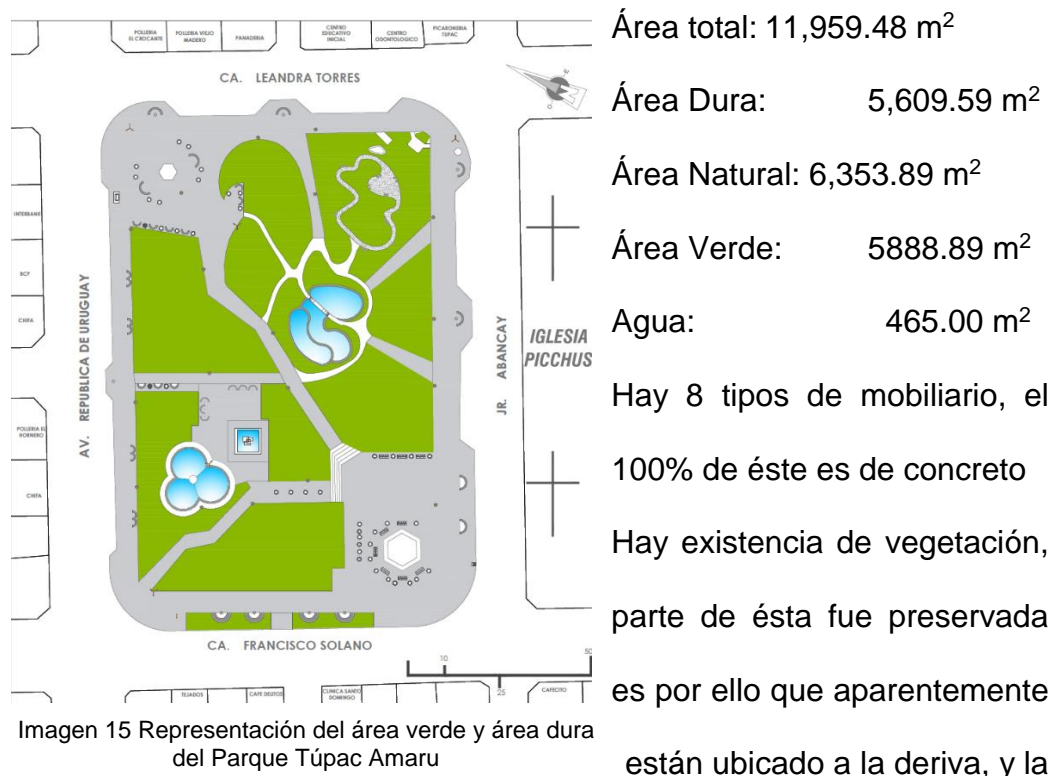 POLLERIA EL CROCANTE
POLLERIA VIEJO MADERO
PANADERIA
CENTRO EDUCATIVO INICIAL
CENTRO ODONTOLOGICO
PICARONERIA TUPAC
CA. LEANDRA TORRES
E
O
INTERBANK
BCP
CHIFA
POLLERIA EL HORNERO
CHIFA
AV. REPUBLICA DE URUGUAY
JR. ABANCAY
IGLESIA
PICCHUS
CA. FRANCISCO SOLANO
10
50
25
TEJADOS
CAFE DELITOS
CLINICA SANTO DOMINGO
CAFECITO
Imagen 15 Representación del área verde y área dura
del Parque Túpac Amaru
Área total: 11,959.48 m²
Área Dura: 5,609.59 m²
Área Natural: 6,353.89 m²
Área Verde: 5888.89 m²
Agua: 465.00 m²
Hay 8 tipos de mobiliario, el
100% de éste es de concreto
Hay existencia de vegetación,
parte de ésta fue preservada
es por ello que aparentemente
están ubicado a la deriva, y la